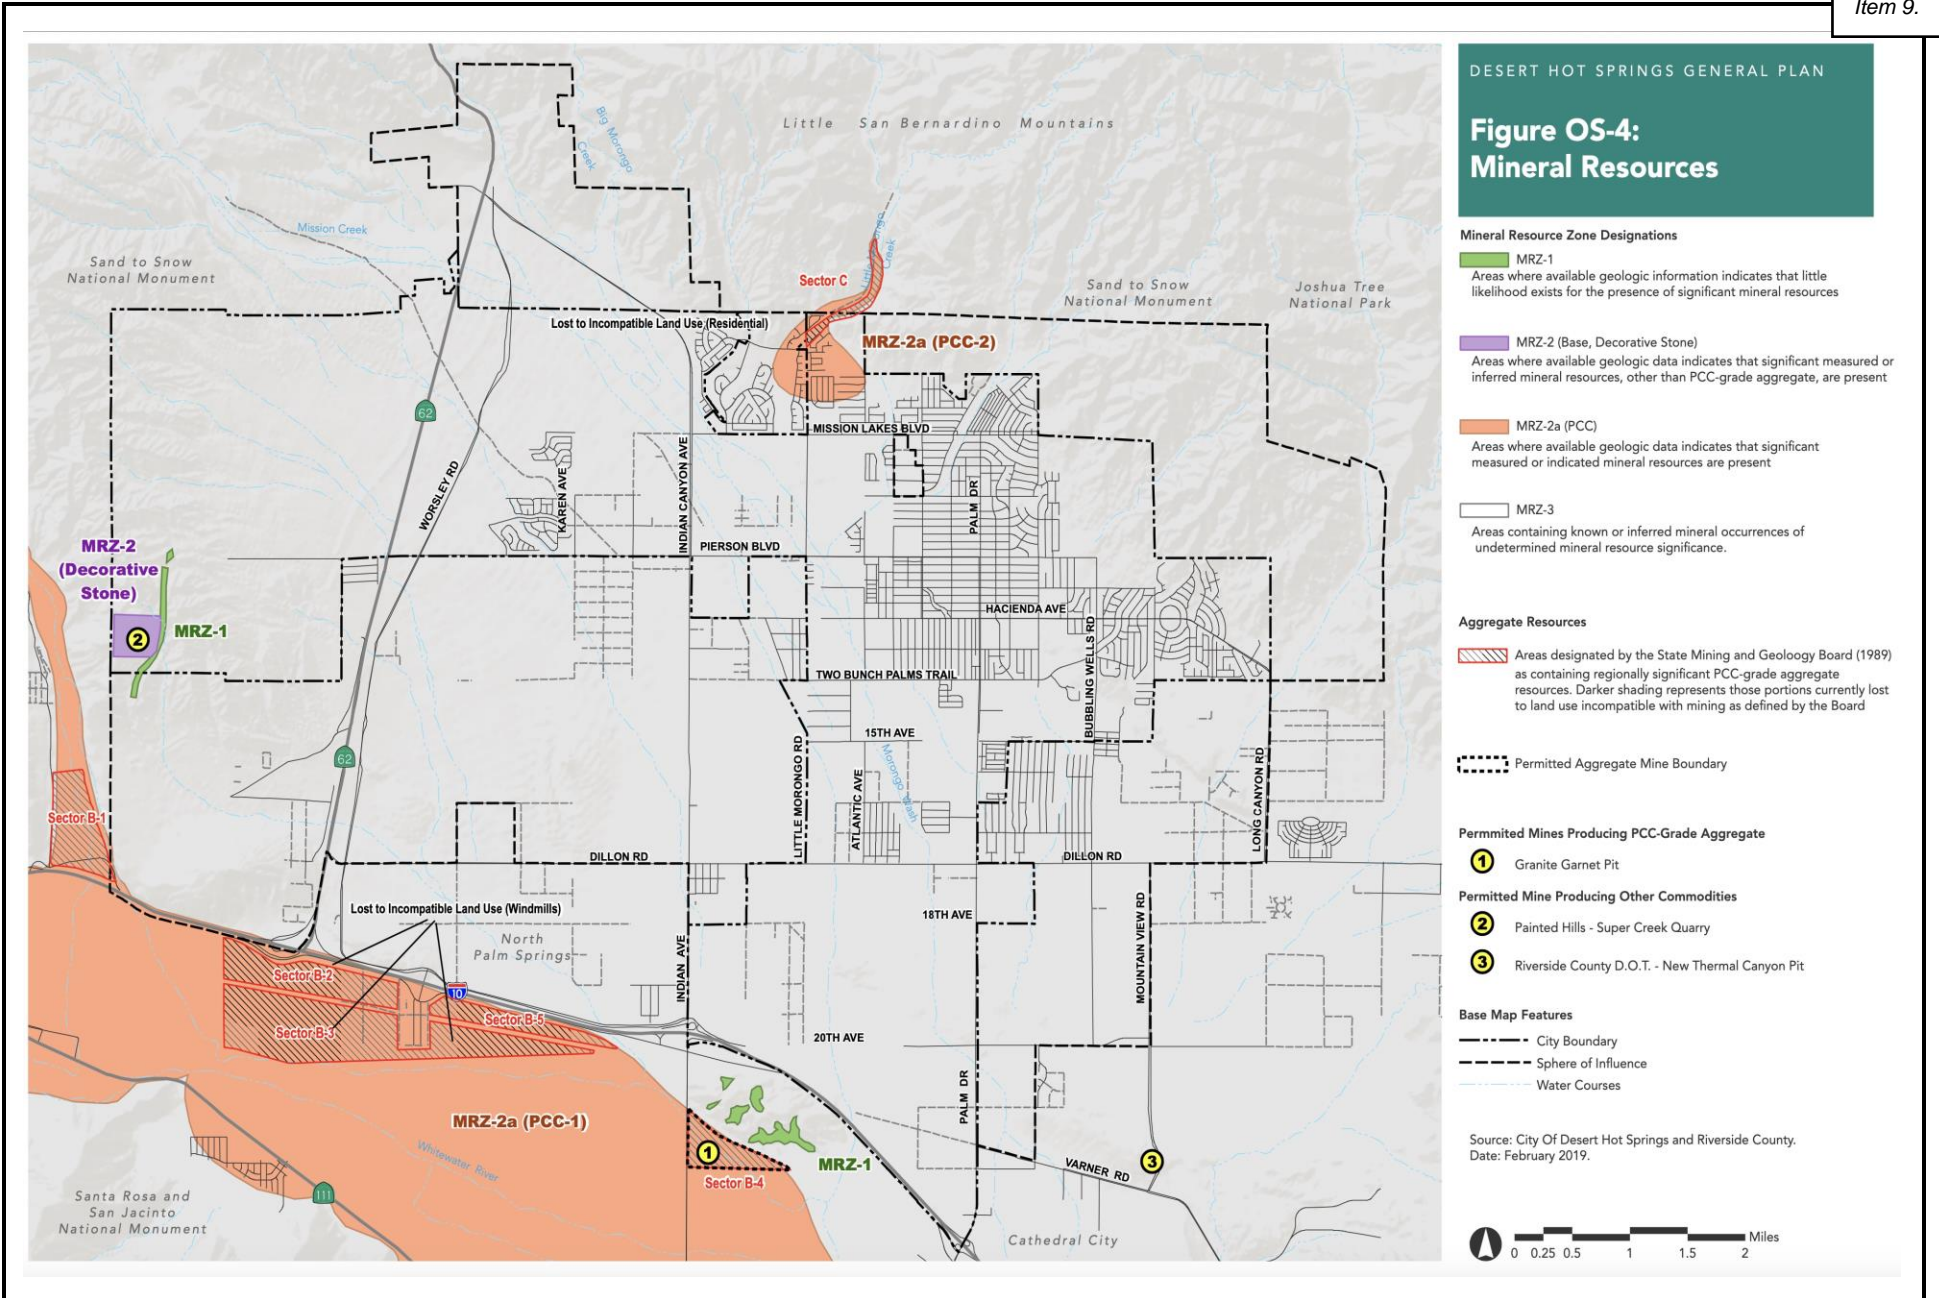 Item 9.
DESERT HOT SPRINGS GENERAL PLAN
Figure OS-4:
Mineral Resources
Mineral Resource Zone Designations
MRZ-1
Areas where available geologic information indicates that little
likelihood exists for the presence of significant mineral resources
MRZ-2 (Base, Decorative Stone)
Areas where available geologic data indicates that significant measured or
inferred mineral resources, other than PCC-grade aggregate, are present
MRZ-2a (PCC)
Areas where available geologic data indicates that significant
measured or indicated mineral resources are present
MRZ-3
Areas containing known or inferred mineral occurrences of
undetermined mineral resource significance.
Aggregate Resources
Areas designated by the State Mining and Geoloogy Board (1989)
as containing regionally significant PCC-grade aggregate
resources. Darker shading represents those portions currently lost
to land use incompatible with mining as defined by the Board
Permitted Aggregate Mine Boundary
Permmited Mines Producing PCC-Grade Aggregate
1 Granite Garnet Pit
Permitted Mine Producing Other Commodities
2 Painted Hills - Super Creek Quarry
3 Riverside County D.O.T. - New Thermal Canyon Pit
Base Map Features
City Boundary
Sphere of Influence
Water Courses
Source: City Of Desert Hot Springs and Riverside County.
Date: February 2019.
0 0.25 0.5 1 1.5 2 Miles
Little San Bernardino Mountains
Big Morongo
Creek
Mission Creek
Sand to Snow
National Monument
Little Morongo
Creek
Sector C
Sand to Snow
National Monument
Joshua Tree
National Park
Lost to Incompatible Land Use (Residential)
MRZ-2a (PCC-2)
62
MISSION LAKES BLVD
WORSLEY RD
KAREN AVE
INDIAN CANYON AVE
PALM DR
PIERSON BLVD
MRZ-2
(Decorative
Stone)
2
MRZ-1
HACIENDA AVE
BUBBLING WELLS RD
TWO BUNCH PALMS TRAIL
15TH AVE
62
LITTLE MORONGO RD
ATLANTIC AVE
Morongo Wash
LONG CANYON RD
Sector B-1
DILLON RD
DILLON RD
Lost to Incompatible Land Use (Windmills)
18TH AVE
MOUNTAIN VIEW RD
North
Palm Springs
INDIAN AVE
Sector B-2
10
Sector B-5
Sector B-3
20TH AVE
PALM DR
MRZ-2a (PCC-1)
Whitewater River
1
MRZ-1
Sector B-4
3
VARNER RD
111
Santa Rosa and
San Jacinto
National Monument
Cathedral City